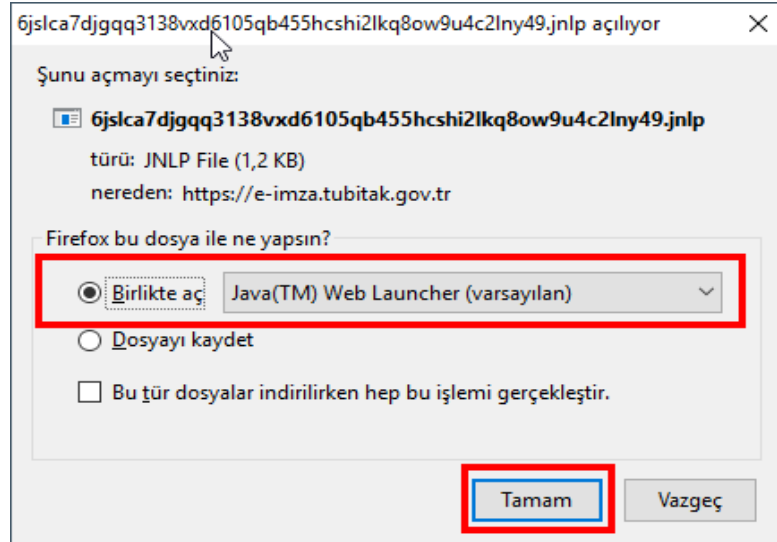 6jslca7djgqq3138vxd6105qb455hcshi2lkq8ow9u4c2lny49.jnlp açılıyor
Şunu açmayı seçtiniz:
6jslca7djgqq3138vxd6105qb455hcshi2lkq8ow9u4c2lny49.jnlp
türü: JNLP File (1,2 KB)
nereden: https://e-imza.tubitak.gov.tr
Firefox bu dosya ile ne yapsın?
Birlikte aç Java(TM) Web Launcher (varsayılan)
Dosyayı kaydet
Bu tür dosyalar indirilirken hep bu işlemi gerçekleştir.
Tamam Vazgeç